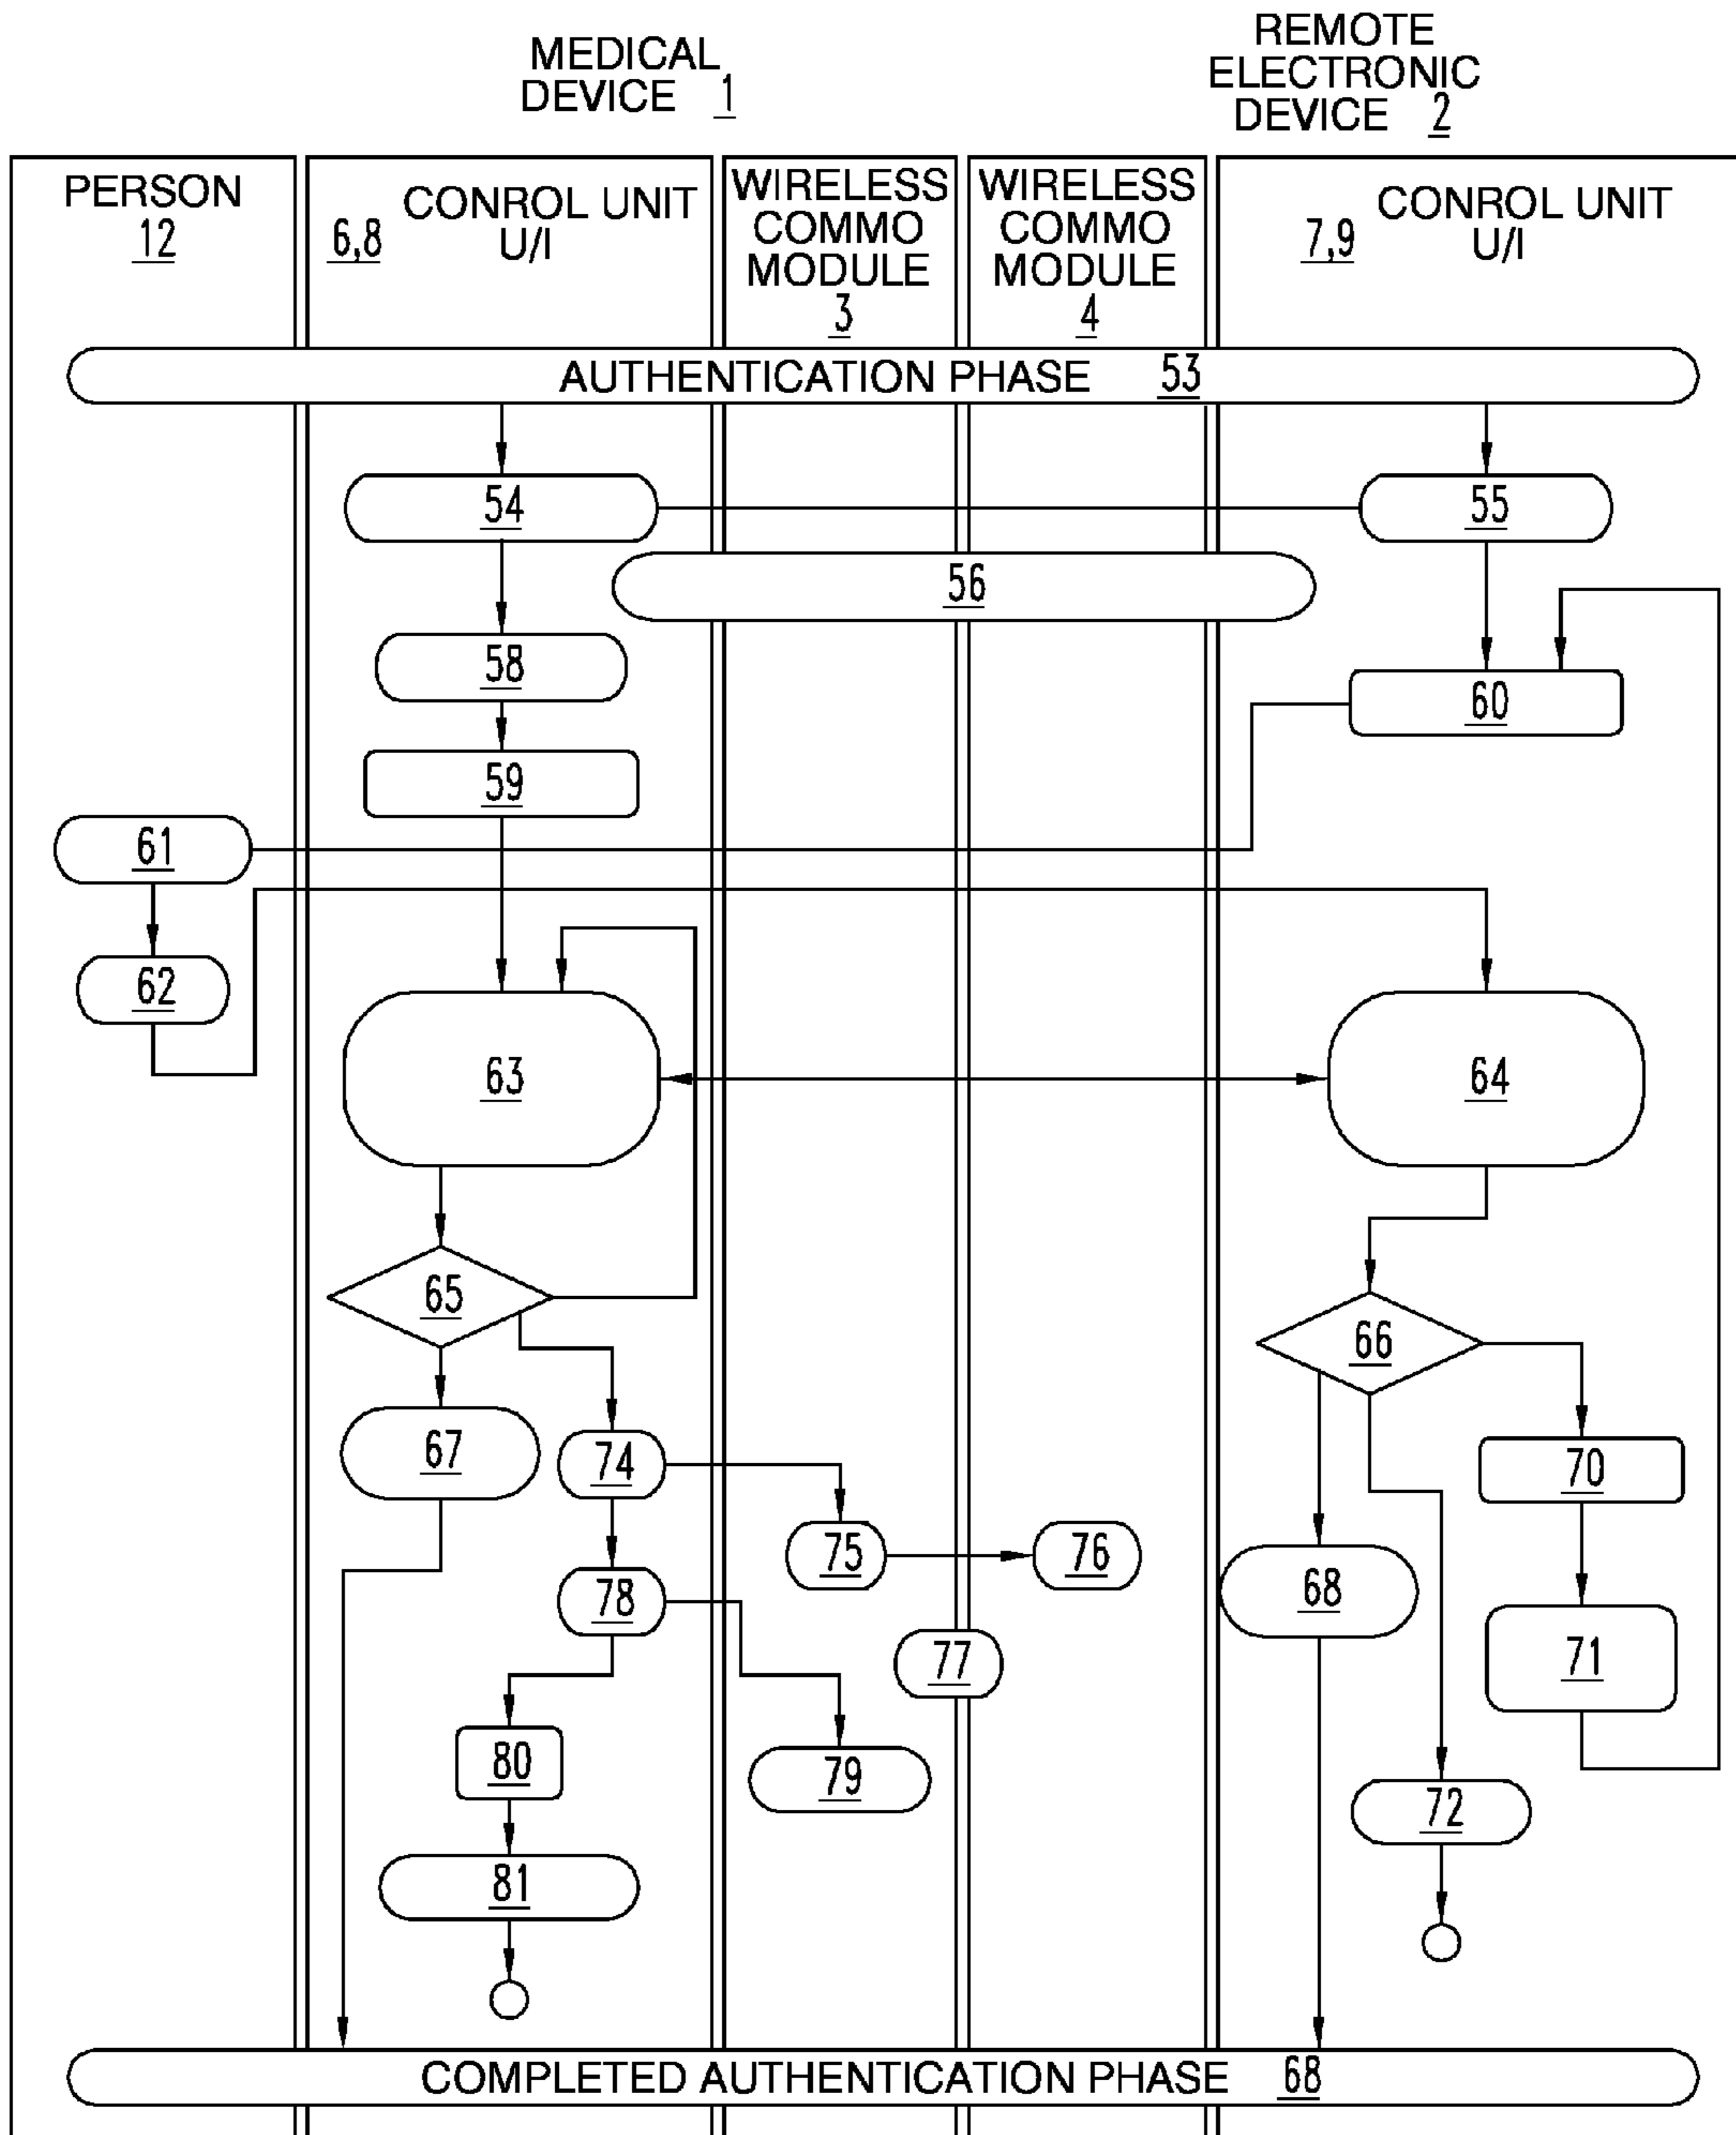 MEDICAL
DEVICE 1
REMOTE
ELECTRONIC
DEVICE 2
PERSON
12
6,8 CONROL UNIT
U/I
WIRELESS
COMMO
MODULE
3
WIRELESS
COMMO
MODULE
4
7,9 CONROL UNIT
U/I
AUTHENTICATION PHASE 53
54
55
56
58
60
59
61
62
63
64
65
66
67
74
70
75
76
68
78
77
71
80
79
72
81
COMPLETED AUTHENTICATION PHASE 68